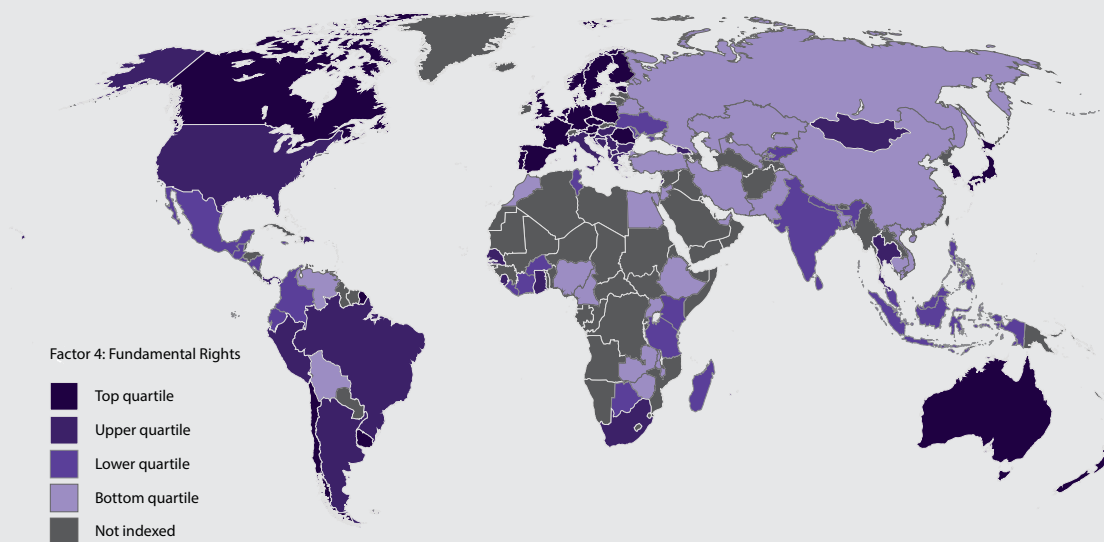 Factor 4: Fundamental Rights
Top quartile
Upper quartile
Lower quartile
Bottom quartile
Not indexed